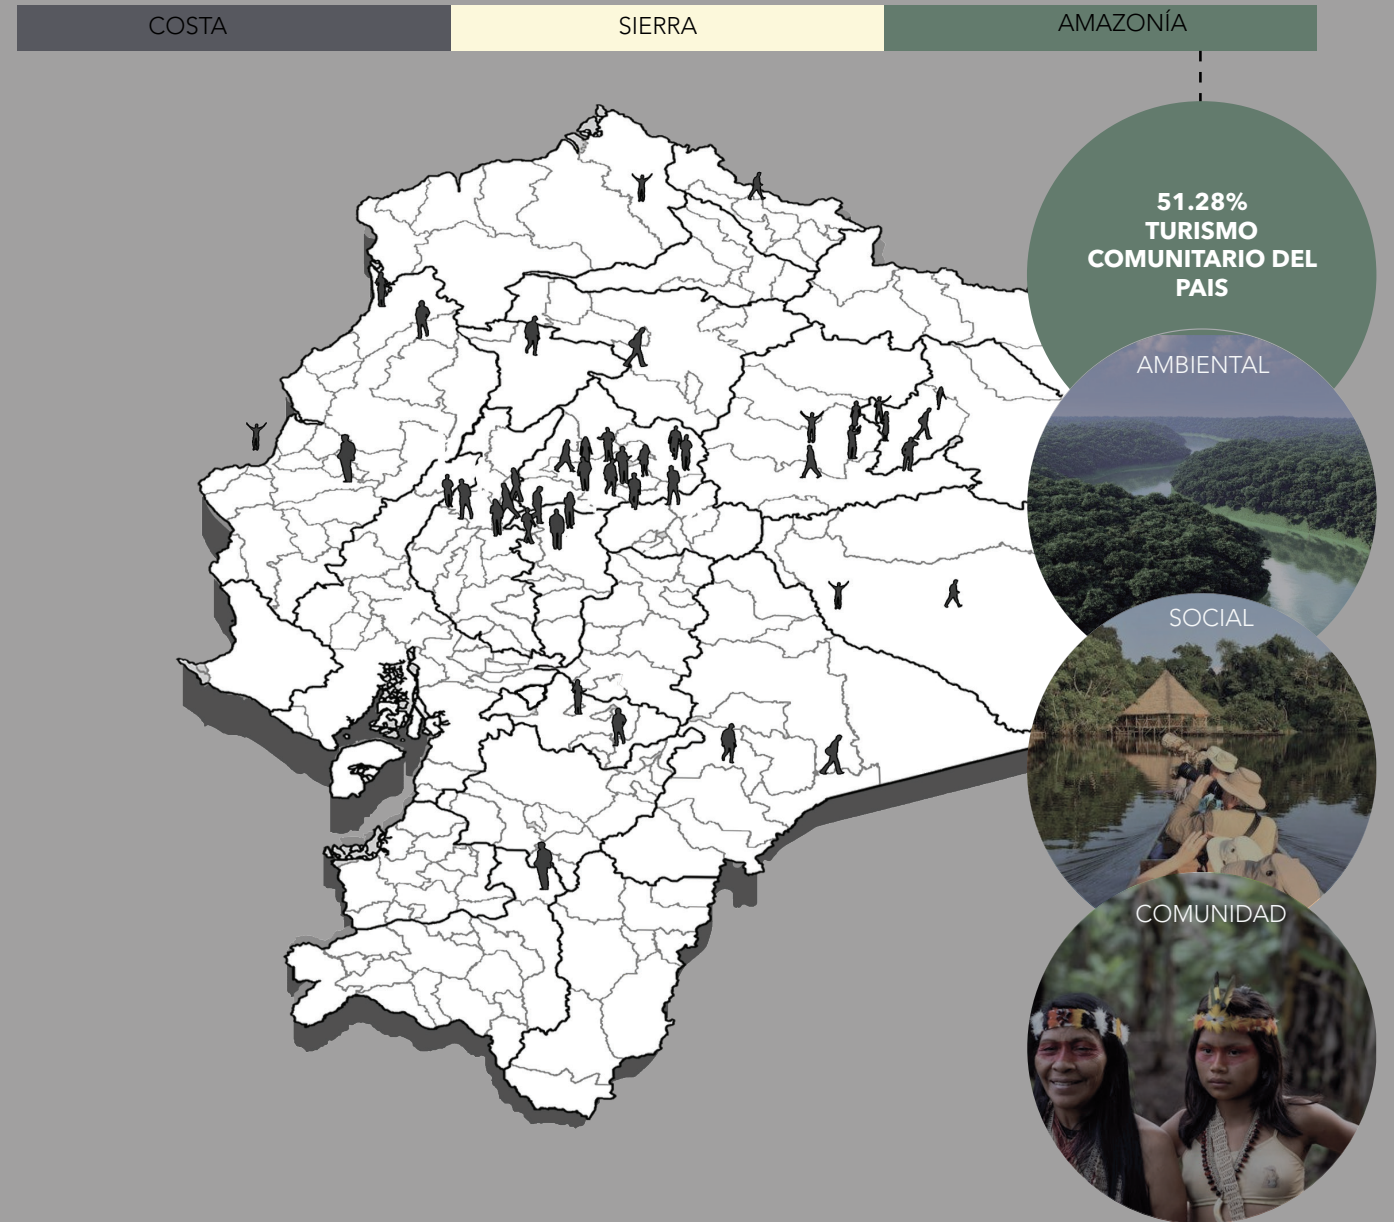 COSTA
SIERRA
AMAZONÍA
51.28%
TURISMO
COMUNITARIO DEL
PAIS
AMBIENTAL
SOCIAL
COMUNIDAD